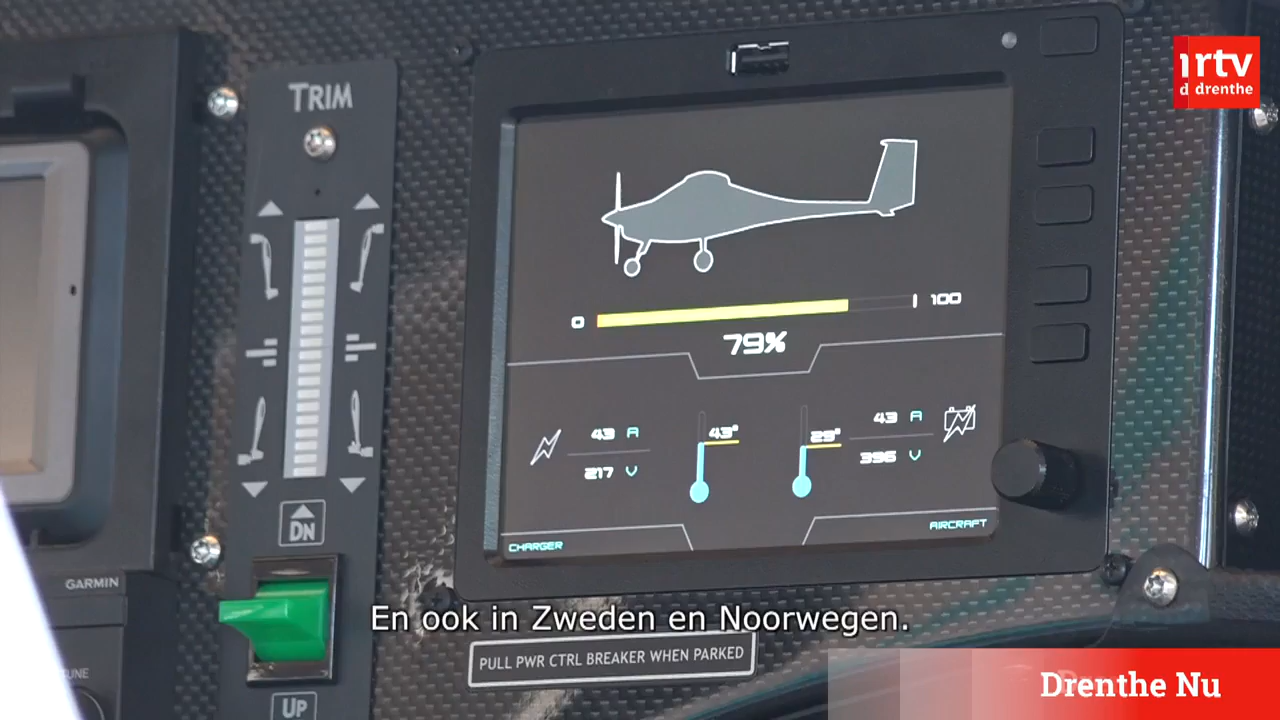 TRIM
DN
UP
GARMIN
0
100
79%
43 A
217 V
43°
25°
43 A
396 V
CHARGER
AIRCRAFT
PULL PWR CTRL BREAKER WHEN PARKED
rtv
drenthe
En ook in Zweden en Noorwegen.
Drenthe Nu